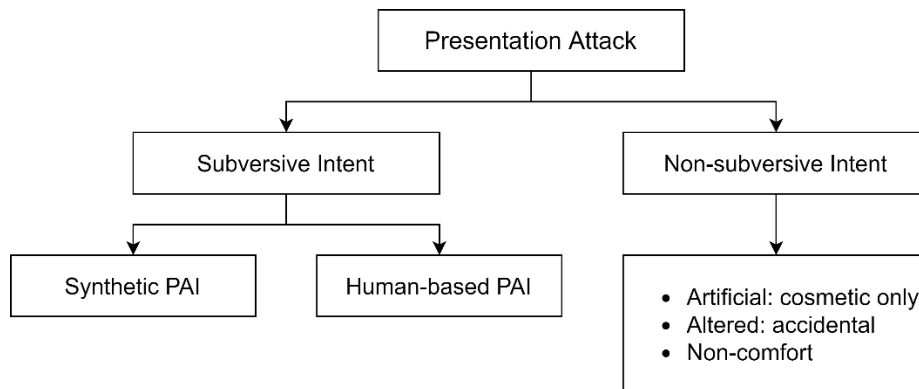 Presentation Attack
Subversive Intent
Non-subversive Intent
Synthetic PAI
Human-based PAI
• Artificial: cosmetic only
• Altered: accidental
• Non-comfort